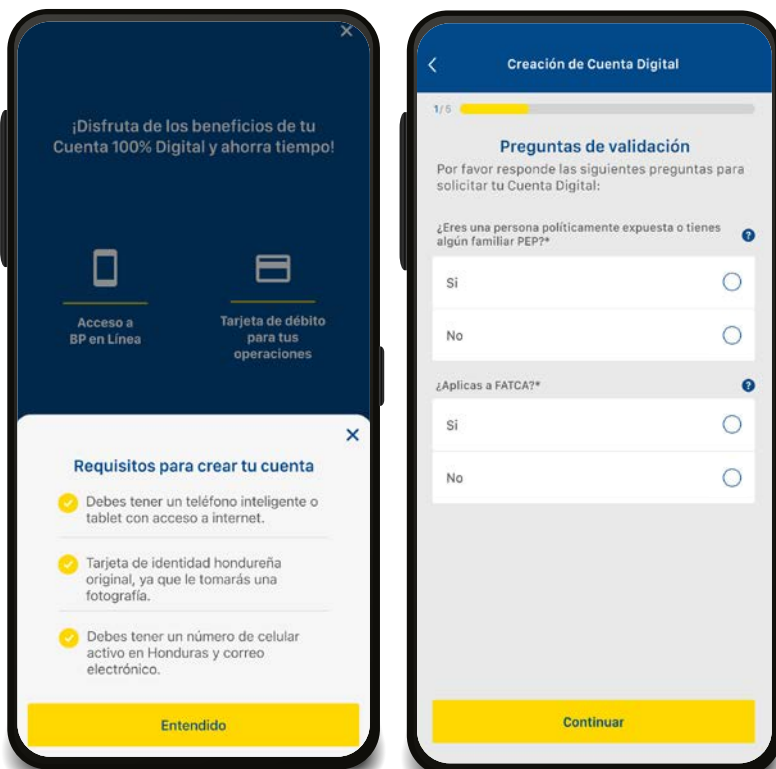 ¡Disfruta de los beneficios de tu
Cuenta 100% Digital y ahorra tiempo!
Acceso a
BP en Línea
Tarjeta de débito
para tus
operaciones
Requisitos para crear tu cuenta
Debes tener un teléfono inteligente o
tablet con acceso a internet.
Tarjeta de identidad hondureña
original, ya que le tomarás una
fotografía.
Debes tener un número de celular
activo en Honduras y correo
electrónico.
Entendido
Creación de Cuenta Digital
1/5
Preguntas de validación
Por favor responde las siguientes preguntas para
solicitar tu Cuenta Digital:
¿Eres una persona políticamente expuesta o tienes
algún familiar PEP?*
Si
No
¿Aplicas a FATCA?*
Si
No
Continuar